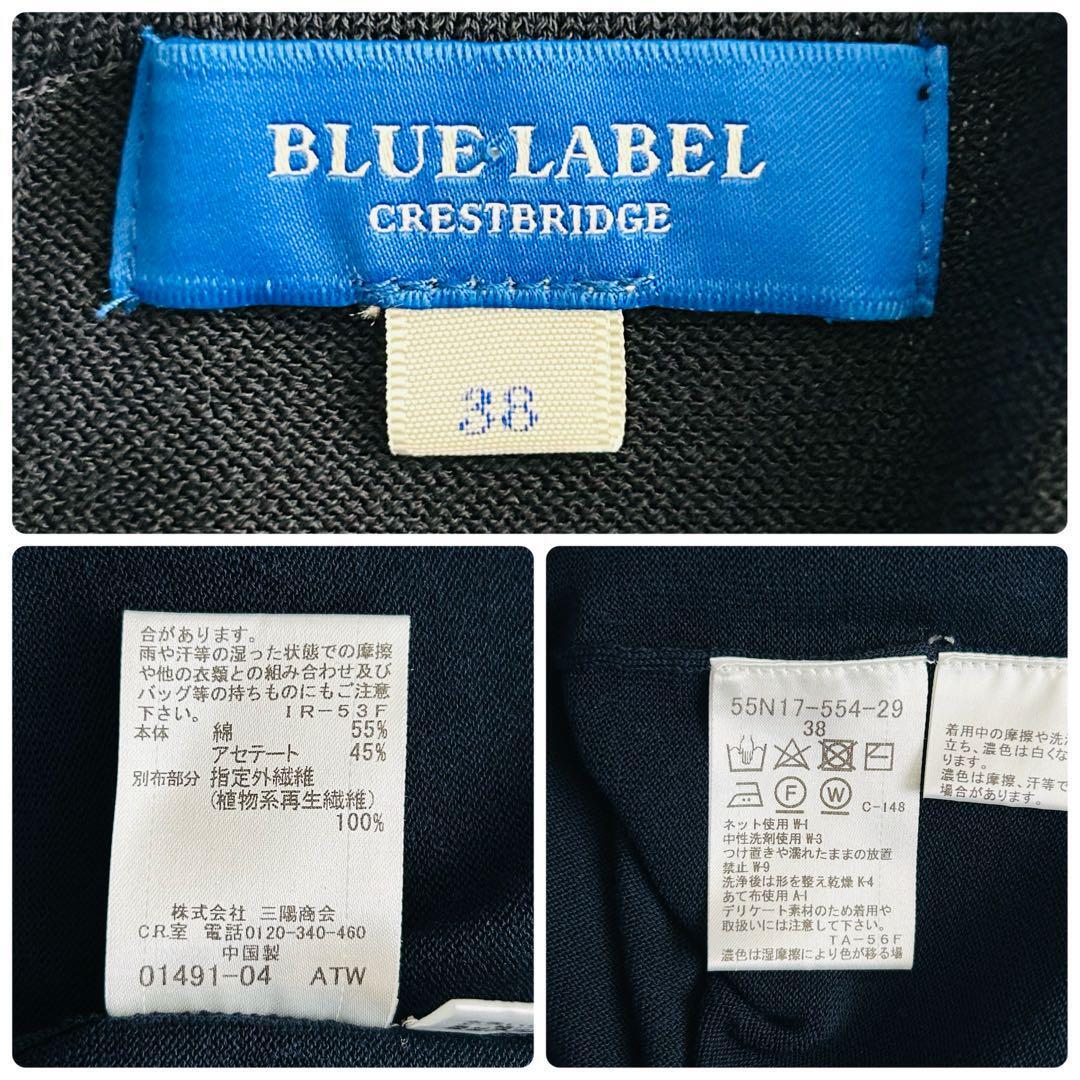 BLUE LABEL
CRESTBRIDGE
38
合があります。
雨や汗等の湿った状態での摩擦
や他の衣類との組み合わせ及び
バッグ等の持ちものにもご注意
下さい。 IR-53F
本体 綿 55%
アセテート 45%
別布部分 指定外繊維
(植物系再生繊維)
100%
株式会社 三陽商会
C.R.室 電話0120-340-460
中国製
01491-04 ATW
55N17-554-29
38
F W C-148
ネット使用 W-1
中性洗剤使用 W-3
つけ置きや濡れたままの放置
禁止 W-9
洗浄後は形を整え乾燥 K-4
あて布使用 A-1
デリケート素材のため着用や
取扱いには注意して下さい。
TA-56F
濃色は湿摩擦により色が移る場
着用中の摩擦や洗
立ち、濃色は白くな
ります。
濃色は摩擦、汗等で
場合があります。